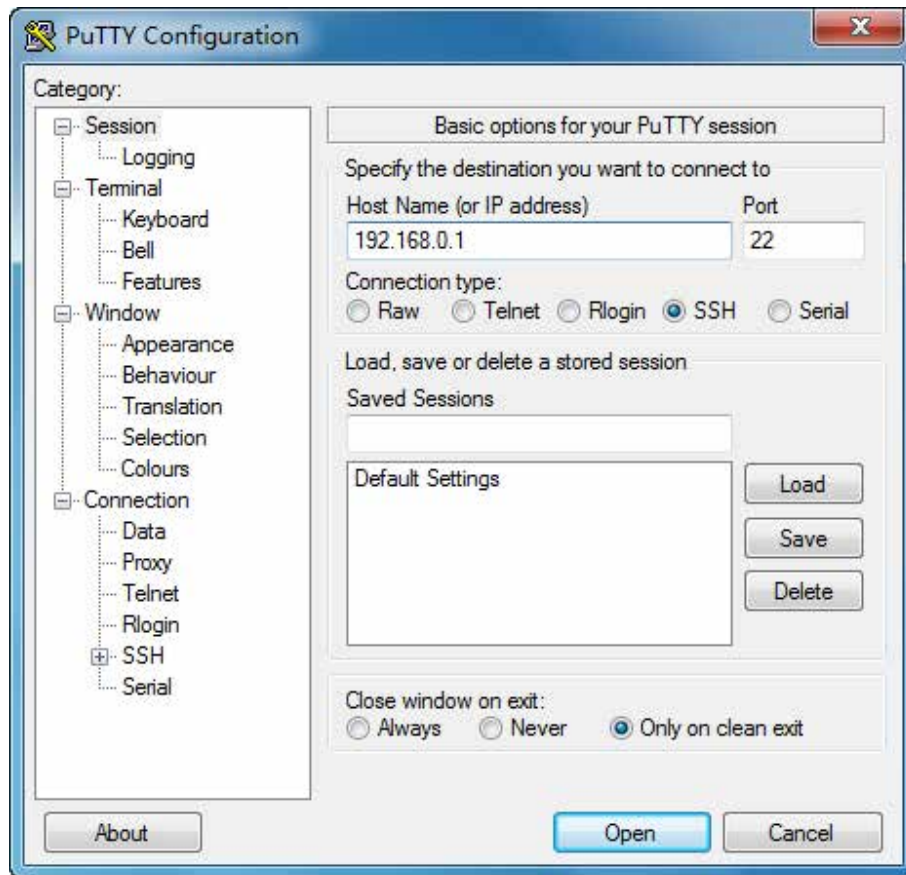 PuTTY Configuration
Category:
Session
Logging
Terminal
Keyboard
Bell
Features
Window
Appearance
Behaviour
Translation
Selection
Colours
Connection
Data
Proxy
Telnet
Rlogin
SSH
Serial
Basic options for your PuTTY session
Specify the destination you want to connect to
Host Name (or IP address) Port
192.168.0.1 22
Connection type:
Raw Telnet Rlogin SSH Serial
Load, save or delete a stored session
Saved Sessions
Default Settings
Load
Save
Delete
Close window on exit:
Always Never Only on clean exit
About Open Cancel